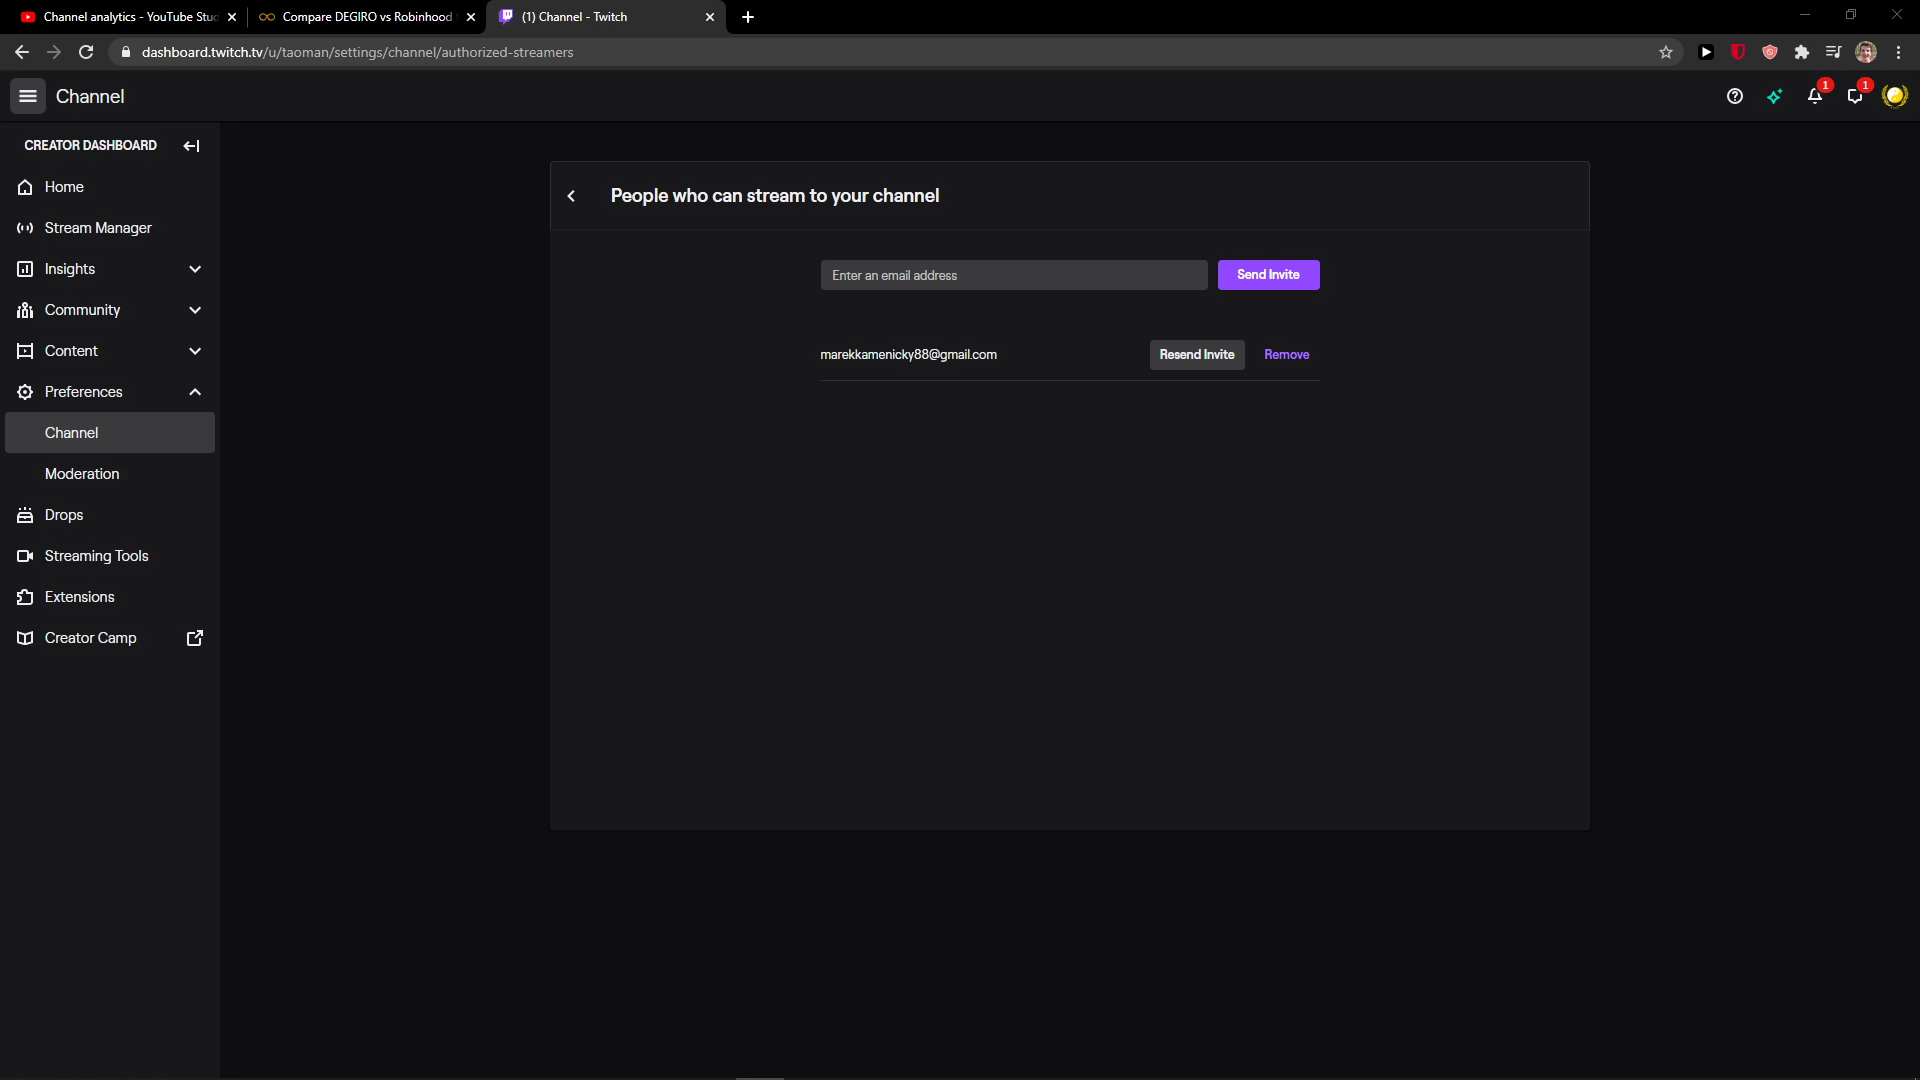 Channel analytics - YouTube Stu
Compare DEGIRO vs Robinhood
(1) Channel - Twitch
dashboard.twitch.tv/u/taoman/settings/channel/authorized-streamers
Channel
1
1
CREATOR DASHBOARD
Home
Stream Manager
Insights
Community
Content
Preferences
Channel
Moderation
Drops
Streaming Tools
Extensions
Creator Camp
People who can stream to your channel
Enter an email address
Send Invite
marekkamenicky88@gmail.com
Resend Invite
Remove